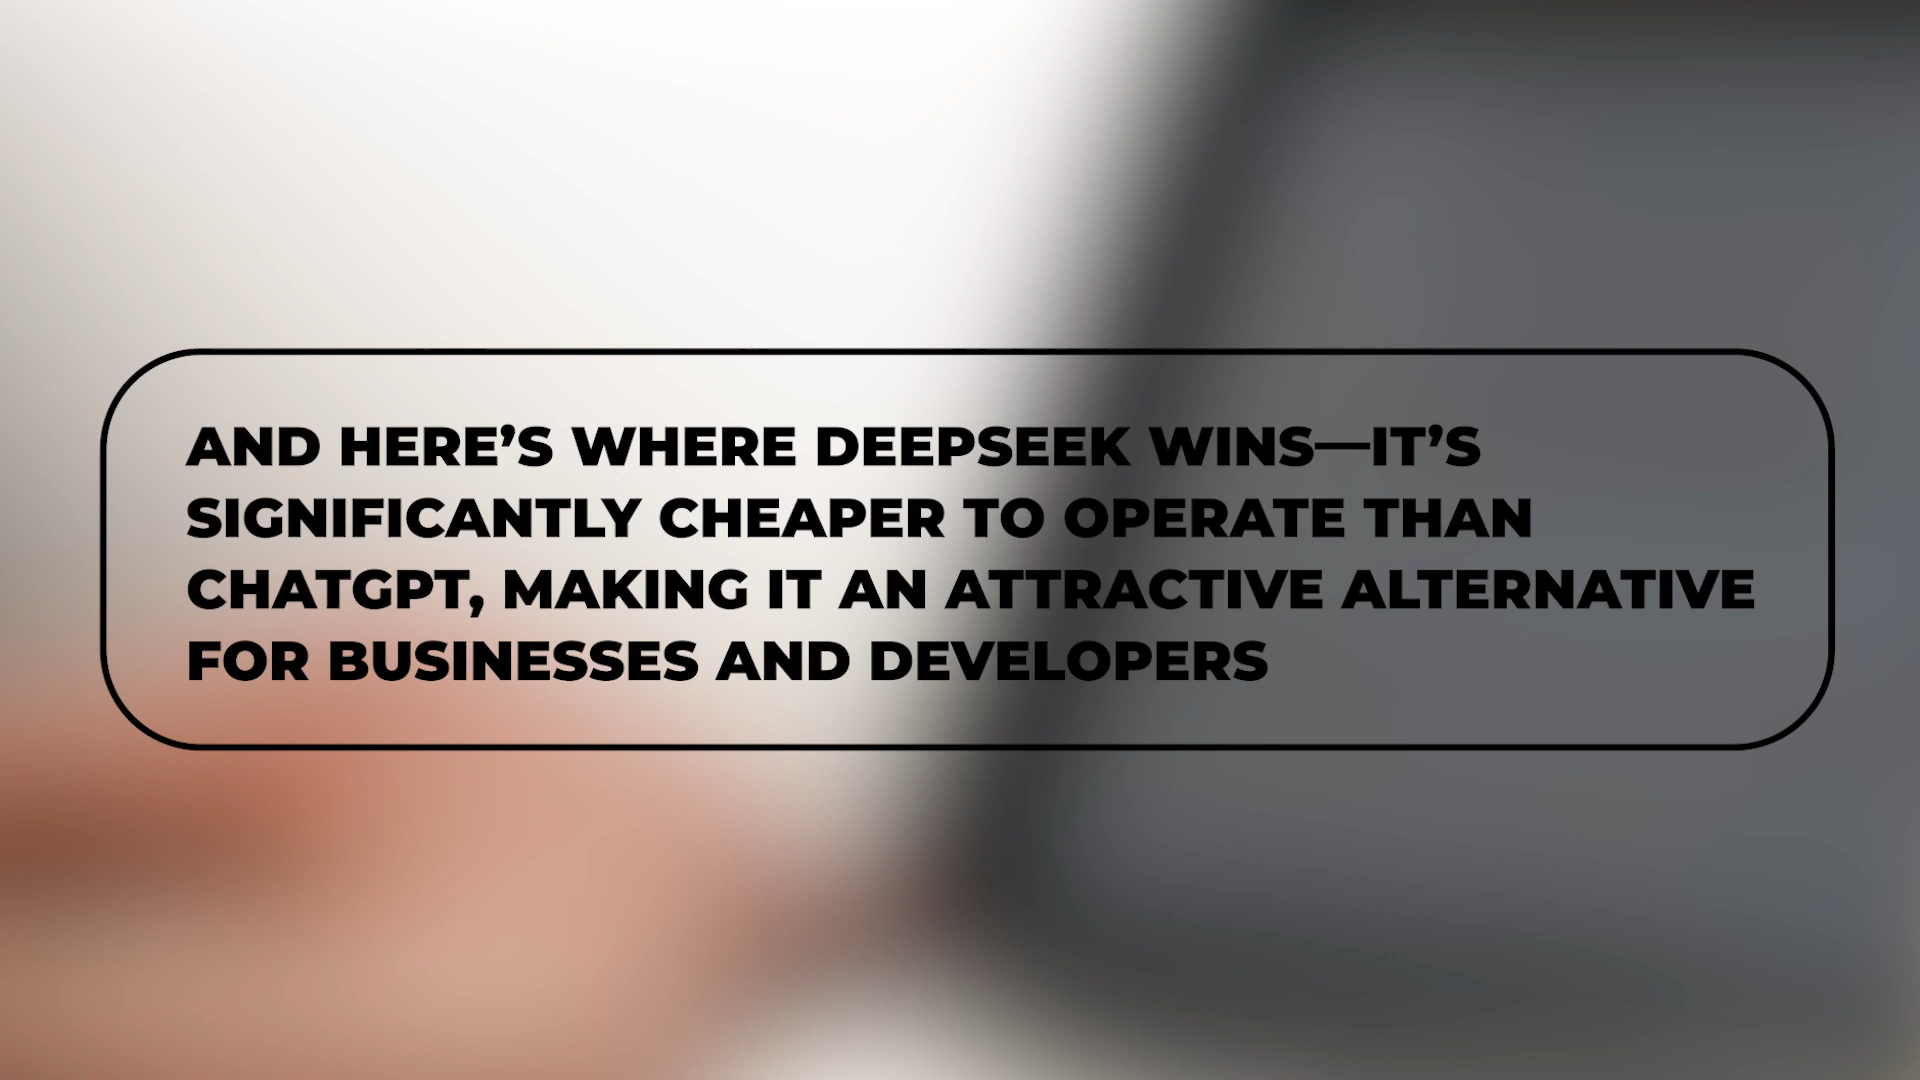 AND HERE’S WHERE DEEPSEEK WINS—IT’S
SIGNIFICANTLY CHEAPER TO OPERATE THAN
CHATGPT, MAKING IT AN ATTRACTIVE ALTERNATIVE
FOR BUSINESSES AND DEVELOPERS